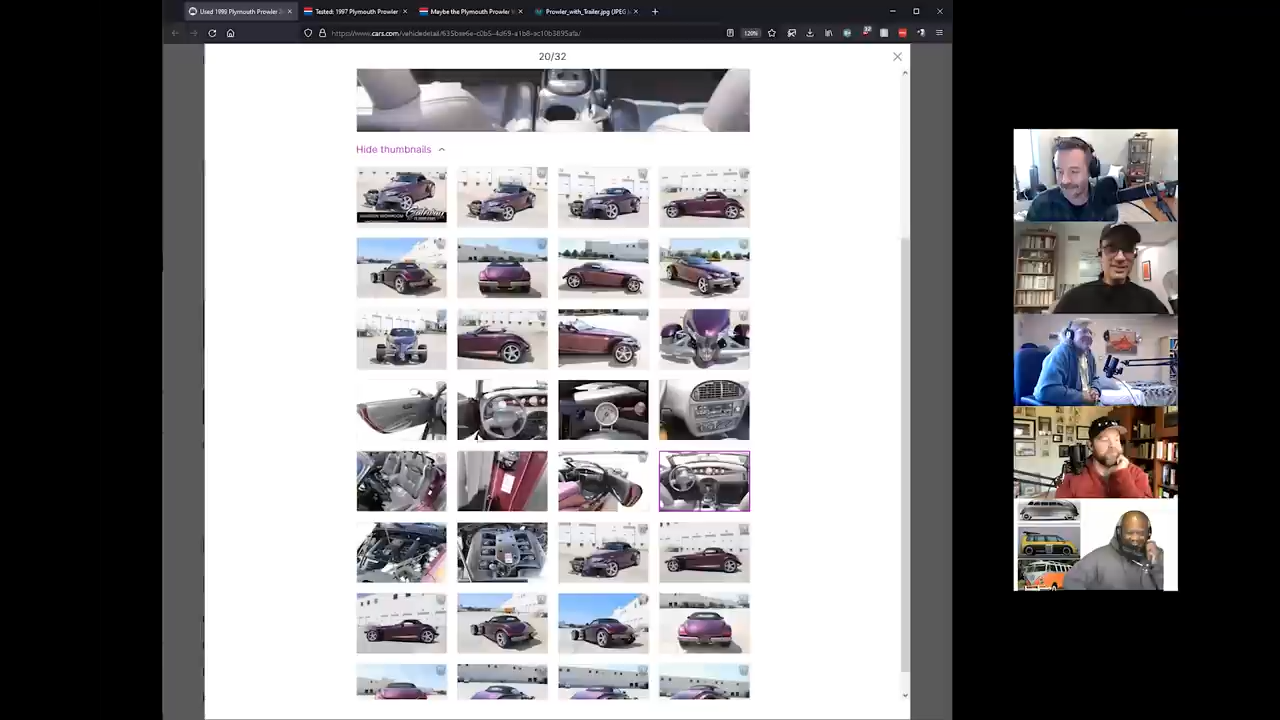 Used 1999 Plymouth Prowler
Tested: 1997 Plymouth Prowler
Maybe the Plymouth Prowler
Prowler_with_Trailer.jpg (JPEG
120%
20/32
Hide thumbnails
Gateway